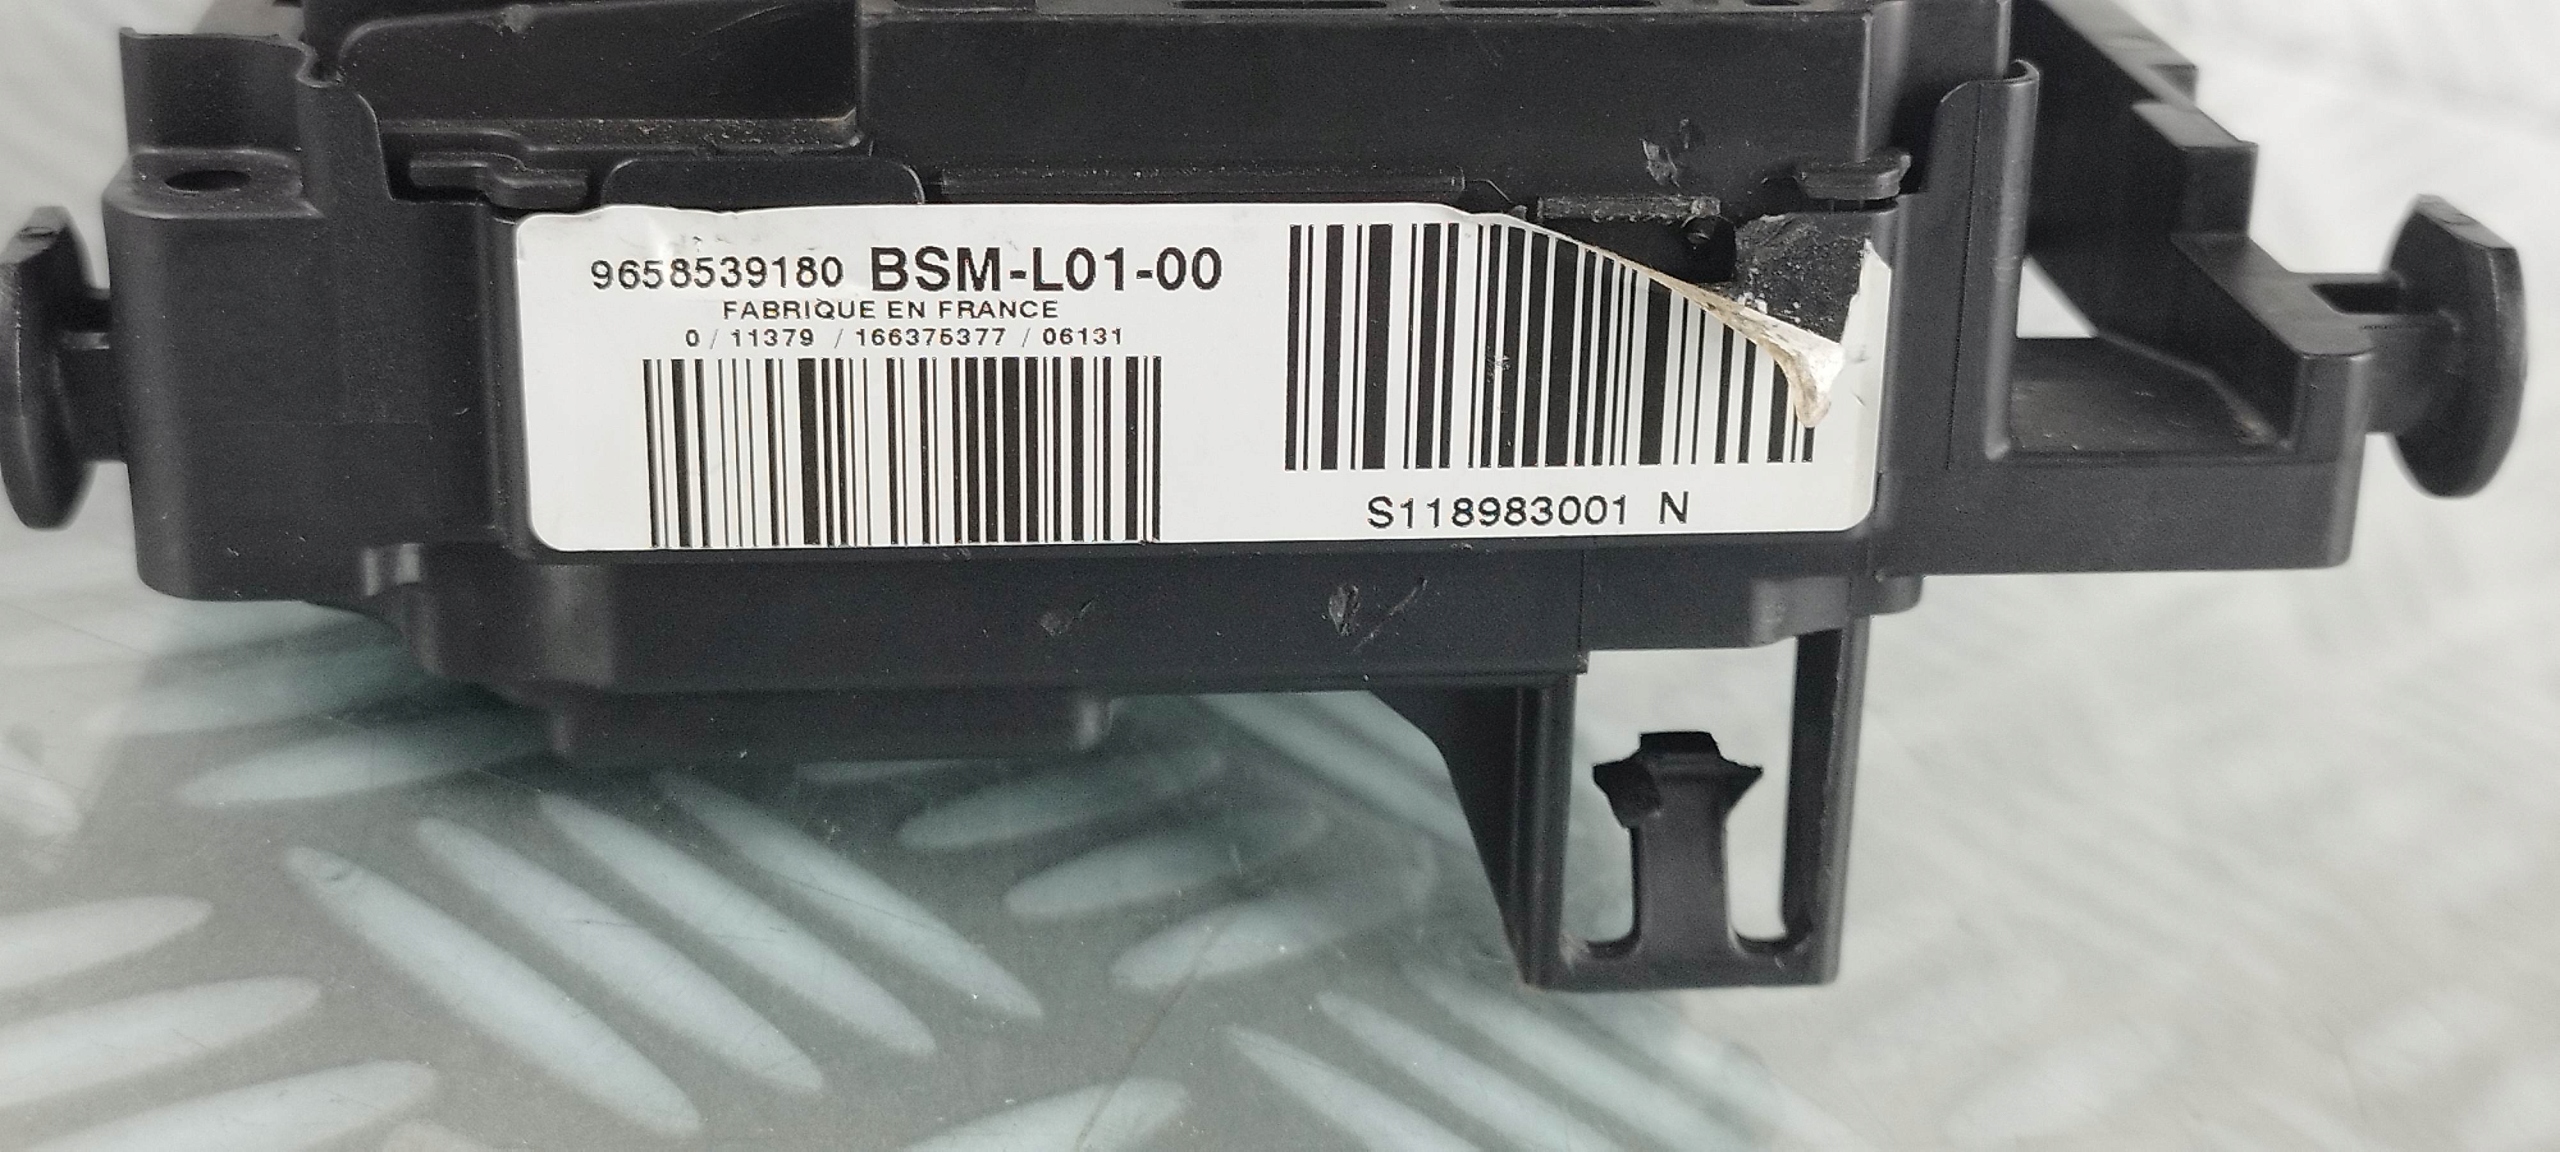 9658539180 BSM-L01-00
FABRIQUE EN FRANCE
0 / 11379 / 166375377 / 06131
S118983001 N